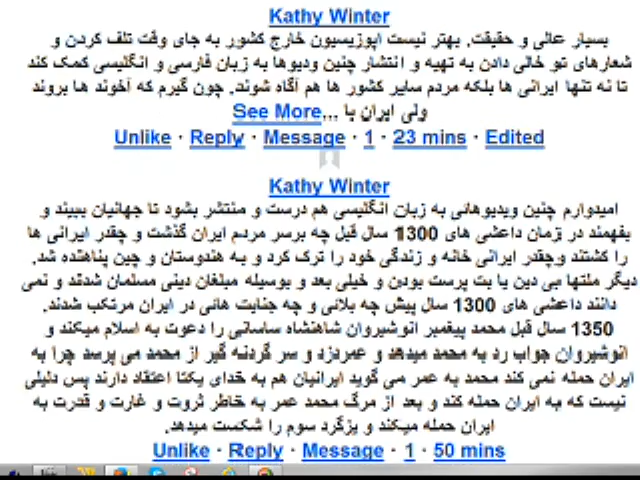 Kathy Winter
بسیار عالی و حقیقت. بهتر نیست اپوزیسیون خارج کشور به جای وقت تلف کردن و
شعارهای تو خالی دادن به تهیه و انتشار چنین ویدیوها به زبان فارسی و انگلیسی کمک کند
تا نه تنها ایرانی ها بلکه مردم سایر کشور ها هم آگاه شوند. چون گیرم که آخوند ها بروند
ولی ایران با ...See More
Unlike · Reply · Message · 1 · 23 mins · Edited
Kathy Winter
امیدوارم چنین ویدیوهائی به زبان انگلیسی هم درست و منتشر بشود تا جهانیان ببیند و
بفهمند در زمان داعشی های 1300 سال قبل چه برسر مردم ایران گذشت و چقدر ایرانی ها
را کشتند وچقدر ایرانی خانه و زندگی خود را ترک کرد و به هندوستان و چین پناهنده شد.
دیگر ملتها بی دین یا بت پرست بودن و خیلی بعد و بوسیله مبلغان دینی مسلمان شدند و نمی
دانند داعشی های 1300 سال پیش چه بلائی و چه جنایت هائی در ایران مرتکب شدند.
1350 سال قبل محمد پیغمبر انوشیروان شاهنشاه ساسانی را دعوت به اسلام میکند و
انوشیروان جواب رد به محمد میدهد و عمردزد و سر گردنه گیر از محمد می پرسد چرا به
ایران حمله نمی کند محمد به عمر می گوید ایرانیان هم به خدای یکتا اعتقاد دارند پس دلیلی
نیست که به ایران حمله کند و بعد از مرگ محمد عمر به خاطر ثروت و غارت و قدرت به
ایران حمله میکند و یزگرد سوم را شکست میدهد.
Unlike · Reply · Message · 1 · 50 mins